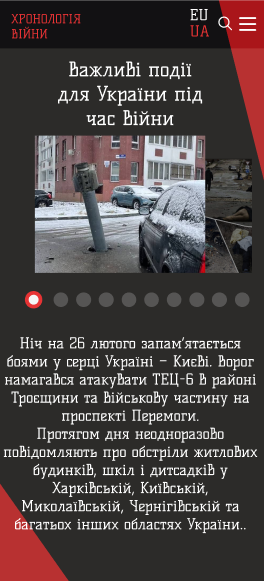 ХРОНОЛОГІЯ
ВІЙНИ
EU
UA
Важливі події
для України під
час війни
Ніч на 26 лютого запам'ятається
боями у серці Україні – Києві. Ворог
намагався атакувати ТЕЦ-6 в районі
Троєщини та військову частину на
проспекті Перемоги.
Протягом дня неодноразово
повідомляють про обстріли житлових
будинків, шкіл і дитсадків у
Харківській, Київській,
Миколаївській, Чернігівській та
багатьох інших областях України..